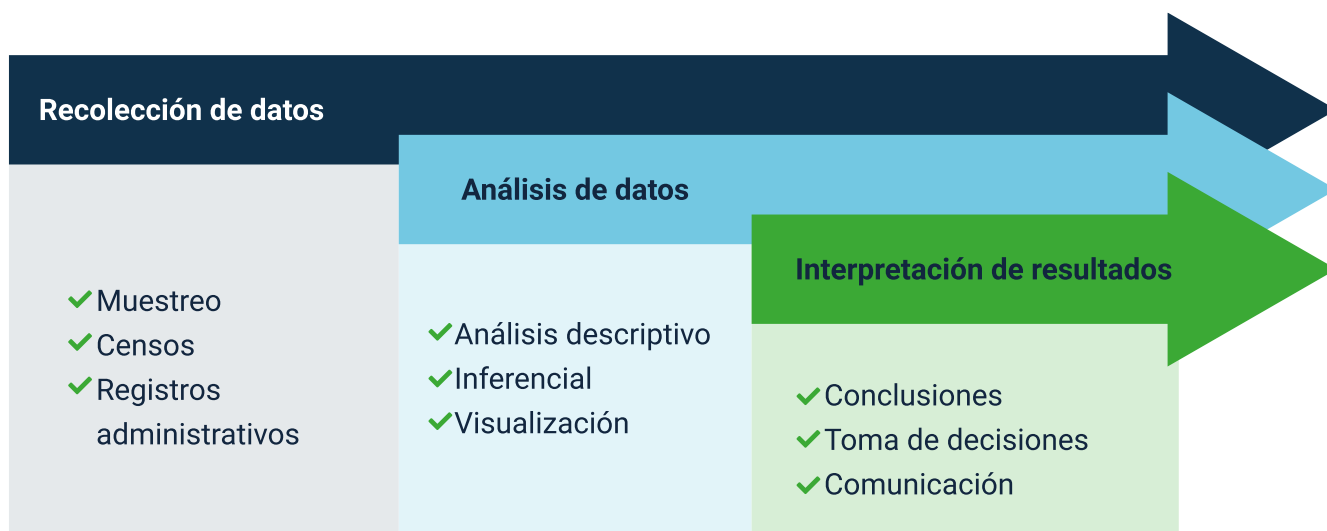 Recolección de datos
Análisis de datos
Interpretación de resultados
Muestreo
Censos
Registros
administrativos
Análisis descriptivo
Inferencial
Visualización
Conclusiones
Toma de decisiones
Comunicación